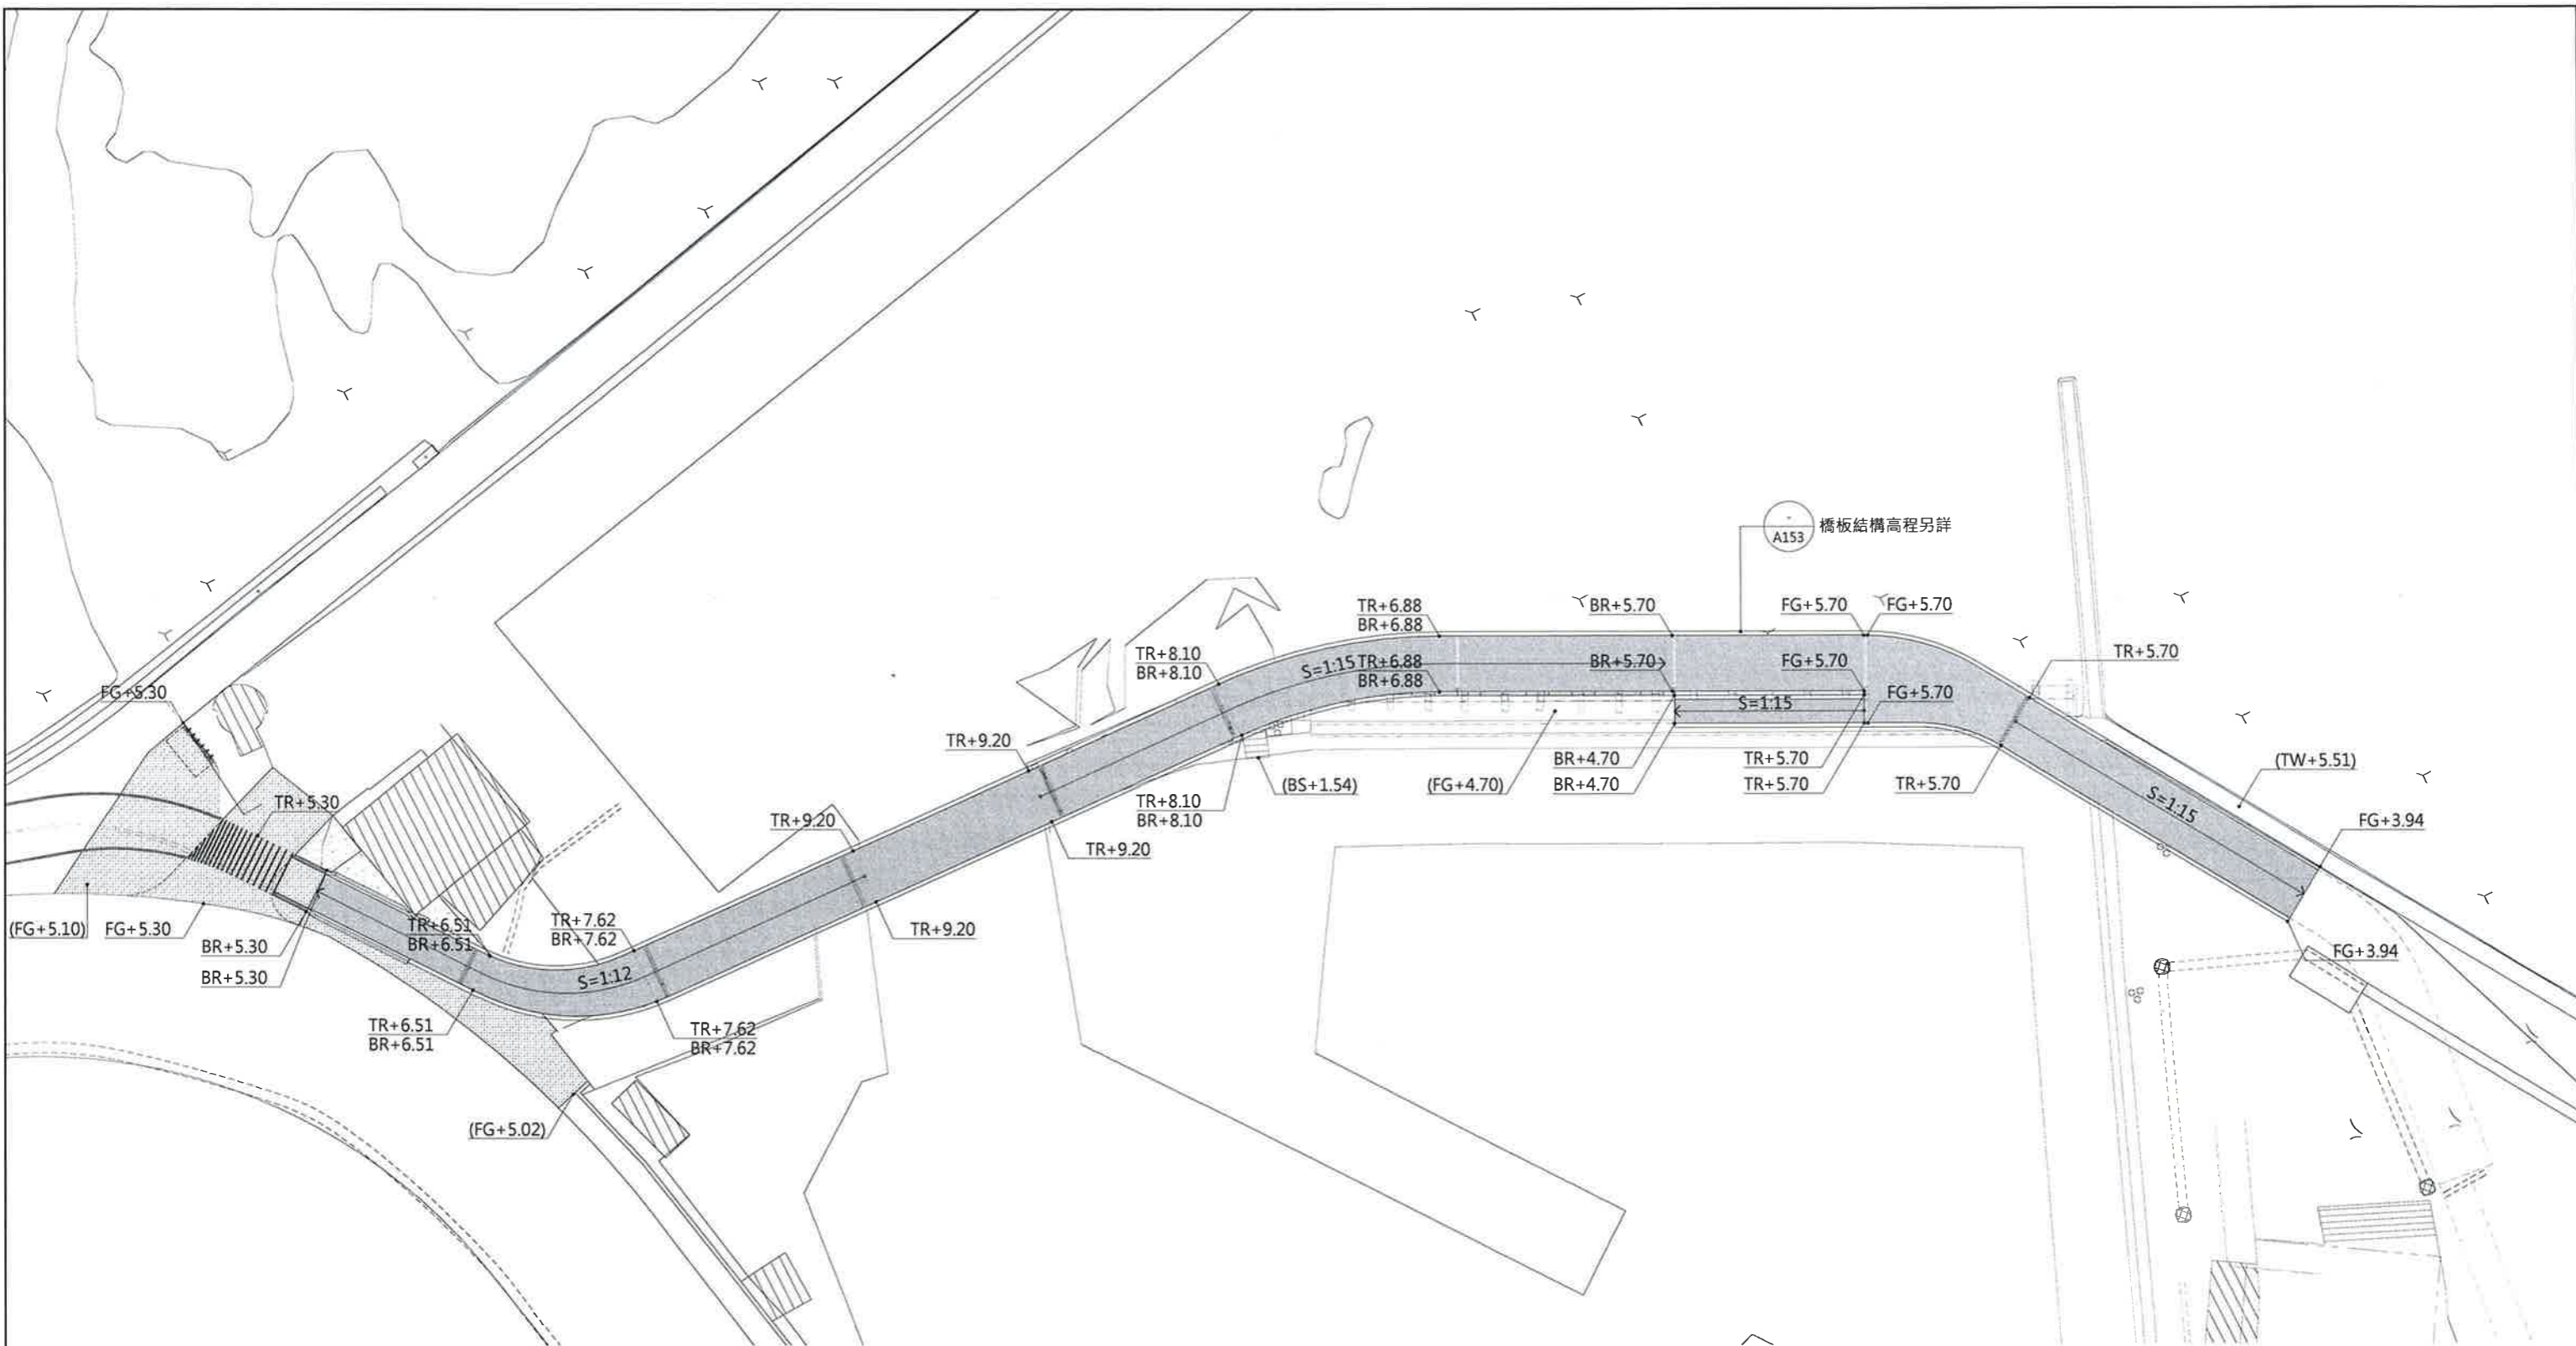 A153
橋板結構高程另詳
TR+6.88
BR+6.88
BR+5.70
FG+5.70
FG+5.70
TR+8.10
BR+8.10
S=1:15
TR+6.88
BR+6.88
BR+5.70
FG+5.70
TR+5.70
FG+5.70
S=1:15
FG+5.30
TR+9.20
BR+4.70
BR+4.70
TR+5.70
TR+5.70
TR+5.70
(TW+5.51)
(BS+1.54)
(FG+4.70)
TR+8.10
BR+8.10
S=1:15
FG+3.94
TR+5.30
TR+9.20
TR+9.20
(FG+5.10)
FG+5.30
BR+5.30
BR+5.30
TR+6.51
BR+6.51
TR+7.62
BR+7.62
TR+9.20
FG+3.94
S=1:12
TR+6.51
BR+6.51
TR+7.62
BR+7.62
(FG+5.02)